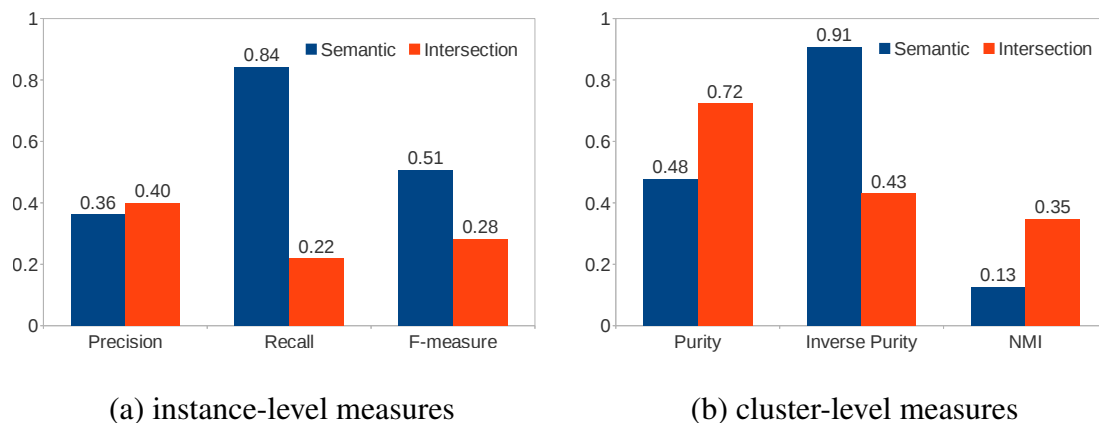 1
0.8
0.6
0.4
0.2
0
Semantic Intersection
0.36 0.40 0.84 0.22 0.51 0.28
Precision Recall F-measure
(a) instance-level measures
1
0.8
0.6
0.4
0.2
0
Semantic Intersection
0.48 0.72 0.91 0.43 0.13 0.35
Purity Inverse Purity NMI
(b) cluster-level measures